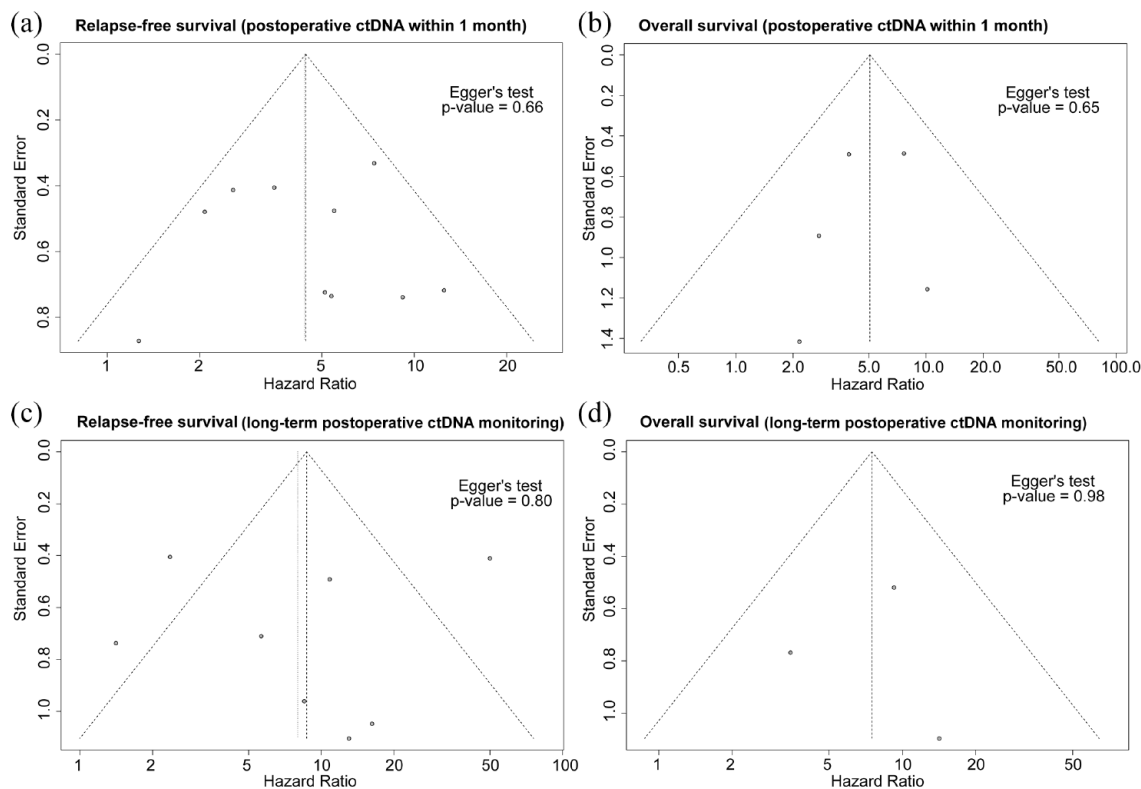 (a) Relapse-free survival (postoperative ctDNA within 1 month)
Egger's test
p-value = 0.66
Standard Error
0.0
0.2
0.4
0.6
0.8
1 2 5 10 20
Hazard Ratio
(b) Overall survival (postoperative ctDNA within 1 month)
Egger's test
p-value = 0.65
Standard Error
0.0
0.2
0.4
0.6
0.8
1.0
1.2
1.4
0.5 1.0 2.0 5.0 10.0 20.0 100.0
Hazard Ratio
(c) Relapse-free survival (long-term postoperative ctDNA monitoring)
Egger's test
p-value = 0.80
Standard Error
0.0
0.2
0.4
0.6
0.8
1.0
1 2 5 10 20 50 100
Hazard Ratio
(d) Overall survival (long-term postoperative ctDNA monitoring)
Egger's test
p-value = 0.98
Standard Error
0.0
0.2
0.4
0.6
0.8
1.0
1 2 5 10 20 50
Hazard Ratio